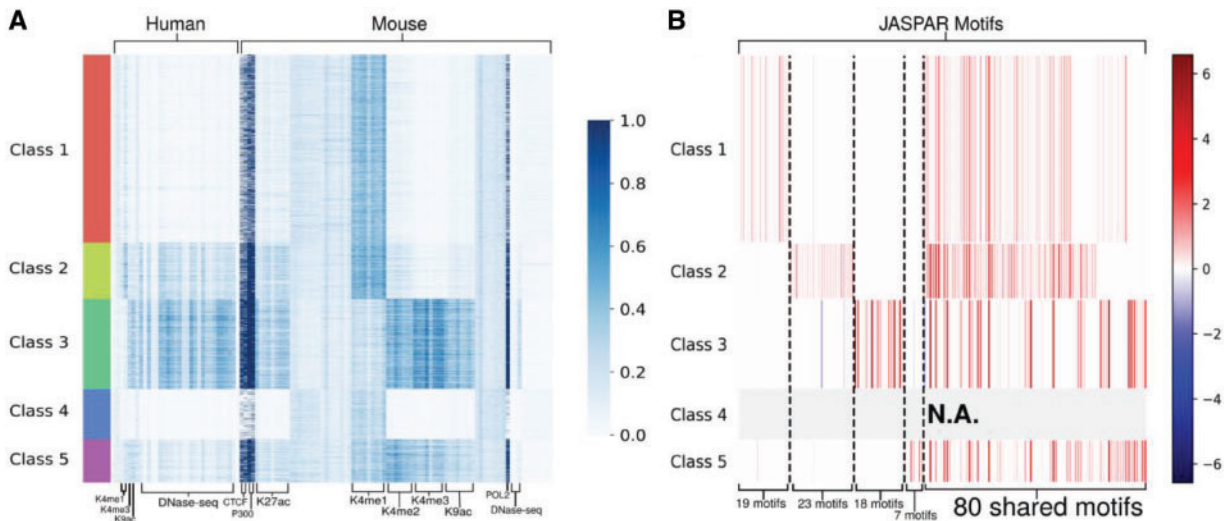 A
Human
Mouse
Class 1
Class 2
Class 3
Class 4
Class 5
1.0
0.8
0.6
0.4
0.2
0.0
K4me1
K4me3
K9ac
DNase-seq
CTCF
P300
K27ac
K4me1
K4me2
K4me3
K9ac
POL2
DNase-seq
B
JASPAR Motifs
Class 1
Class 2
Class 3
Class 4
N.A.
Class 5
6
4
2
0
−2
−4
−6
19 motifs
23 motifs
18 motifs
7 motifs
80 shared motifs